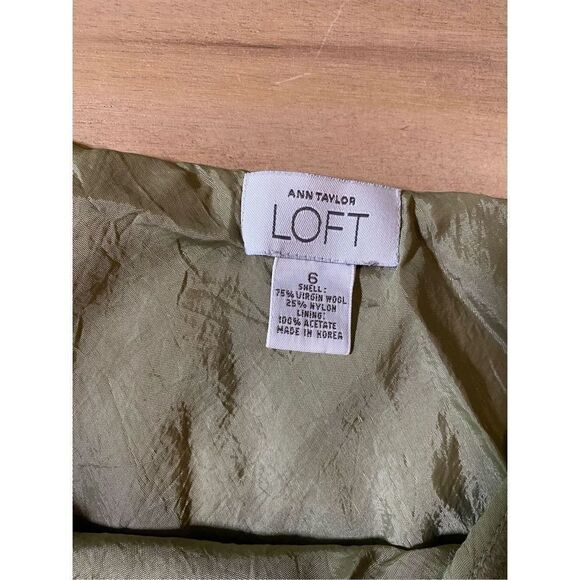 ANN TAYLOR
LOFT
6
SHELL:
75% VIRGIN WOOL
25% NYLON
LINING:
100% ACETATE
MADE IN KOREA